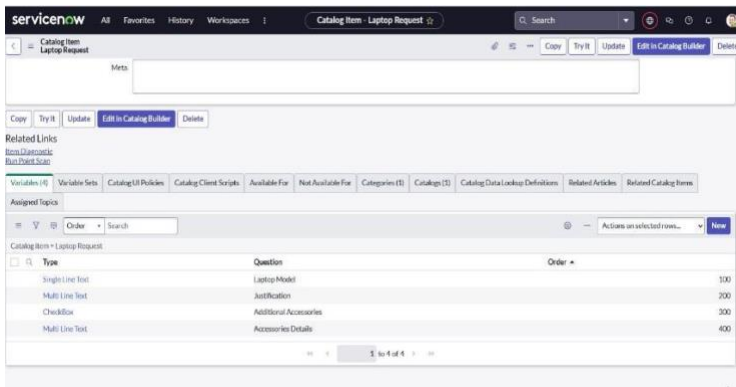 servicenow All Favorites History Workspaces Catalog Item - Laptop Request Search
Catalog Item
Laptop Request
Copy Try It Update Edit in Catalog Builder Delete
Meta
Copy Try It Update Edit in Catalog Builder Delete
Related Links
Item Diagnostic
Run Point Scan
Variables (4) Variable Sets Catalog UI Policies Catalog Client Scripts Available For Not Available For Categories (1) Catalogs (1) Catalog Data Lookup Definitions Related Articles Related Catalog Items
Assigned Topics
Order Search Actions on selected rows... New
Catalog Item = Laptop Request
Type Question Order
Single Line Text Laptop Model 100
Multi Line Text Justification 200
CheckBox Additional Accessories 300
Multi Line Text Accessories Details 400
1 to 4 of 4